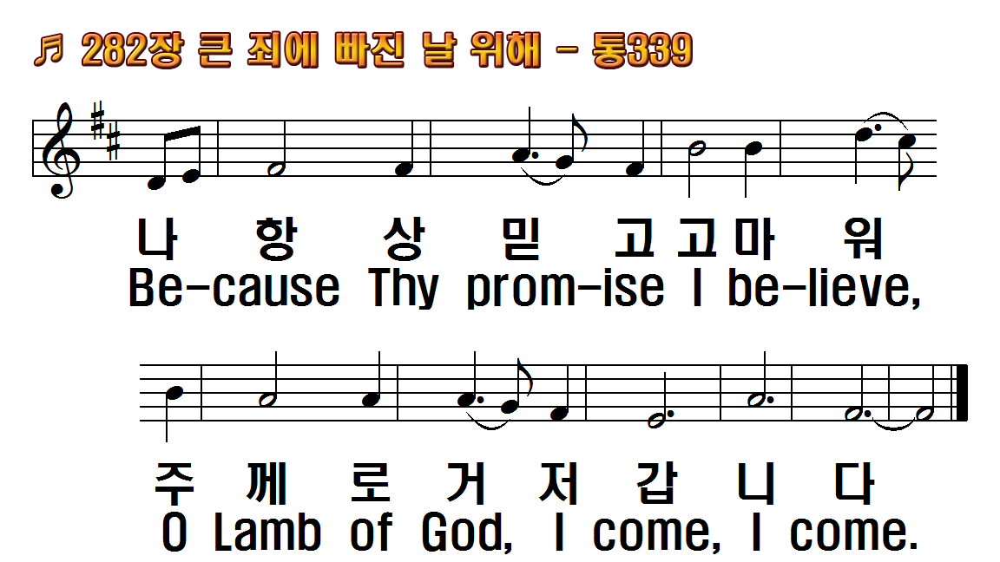 ♬ 282장 큰 죄에 빠진 날 위해 - 통339
나 항 상 믿 고 고 마 워
Be-cause Thy prom-ise I be-lieve,
주 께 로 거 저 갑 니 다
O Lamb of God, I come, I come.